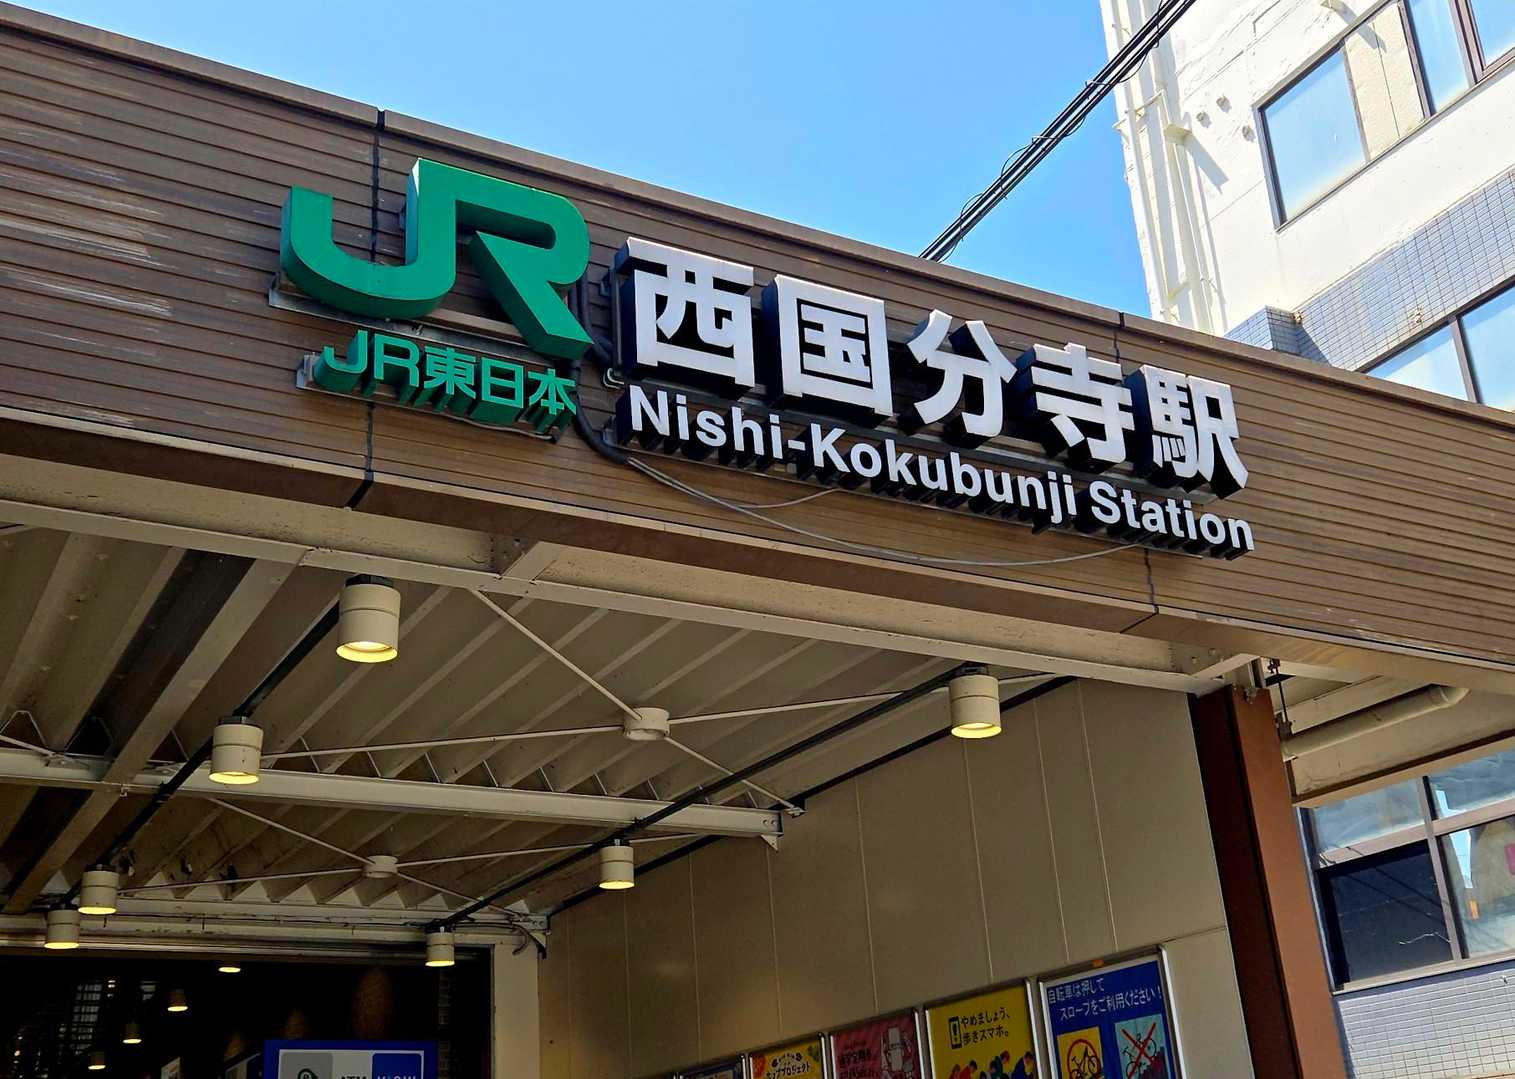 JR
JR東日本
西国分寺駅
Nishi-Kokubunji Station
自転車は押して
スロープをご利用ください!
やめましょう、
歩きスマホ。
ATM